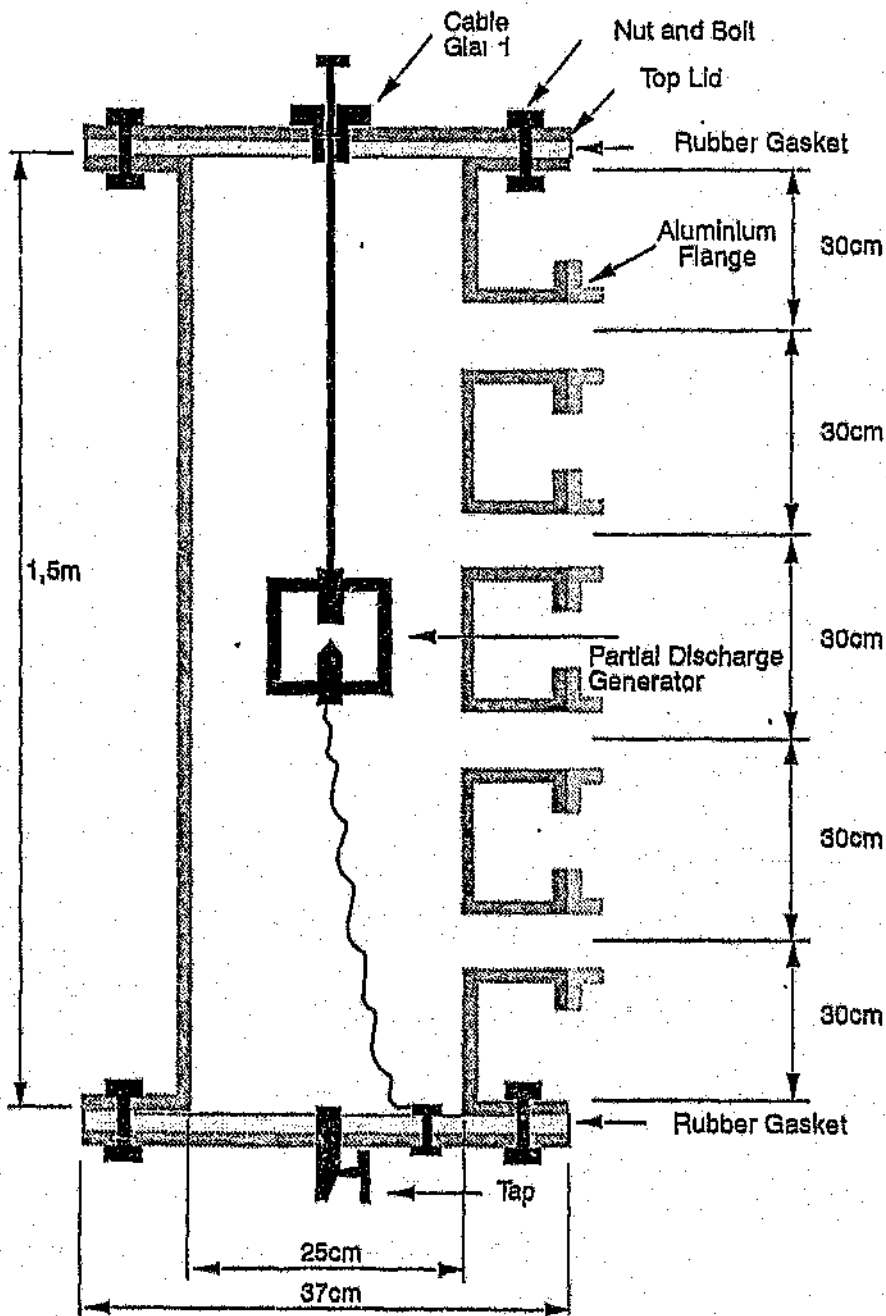 Cable
Nut and Bolt
Top Lid
Rubber Gasket
Aluminium
Flange
30cm
30cm
1,5m
30cm
Partial Discharge
Generator
30cm
30cm
Rubber Gasket
Tap
25cm
37cm